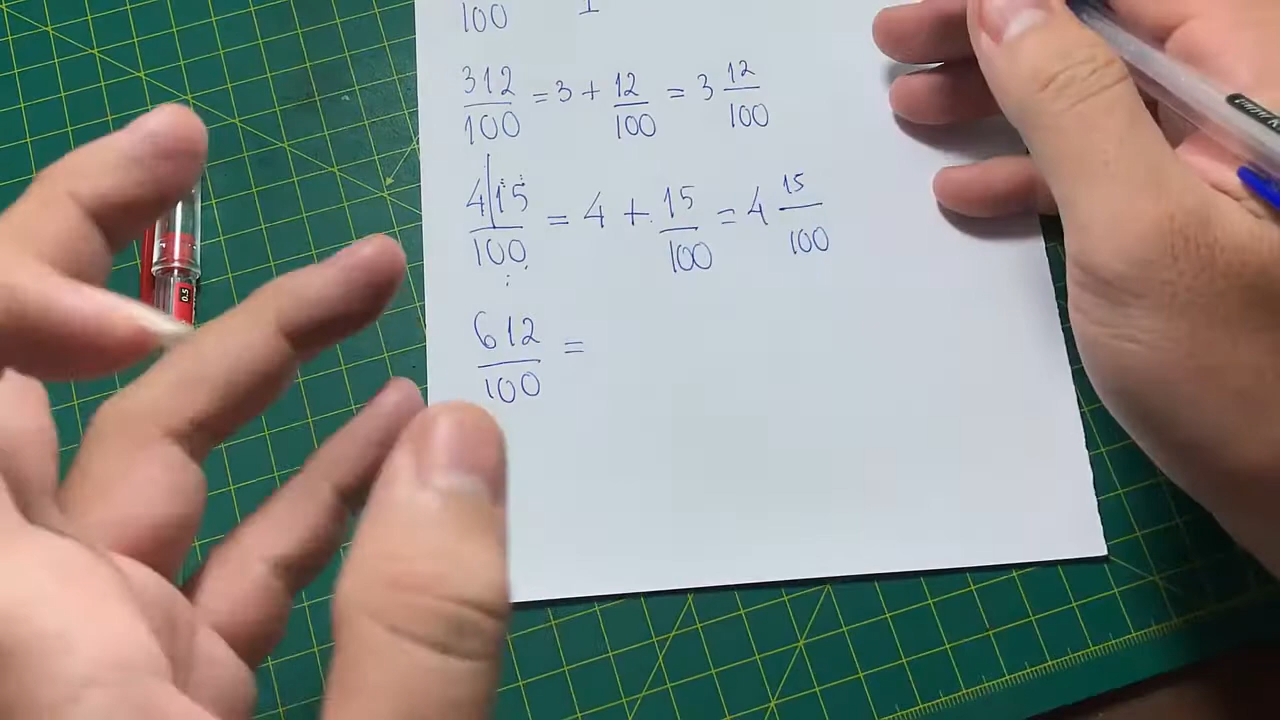 100 1
312/100 = 3 + 12/100 = 3 12/100
415/100 = 4 + 15/100 = 4 15/100
612/100 =
0.5